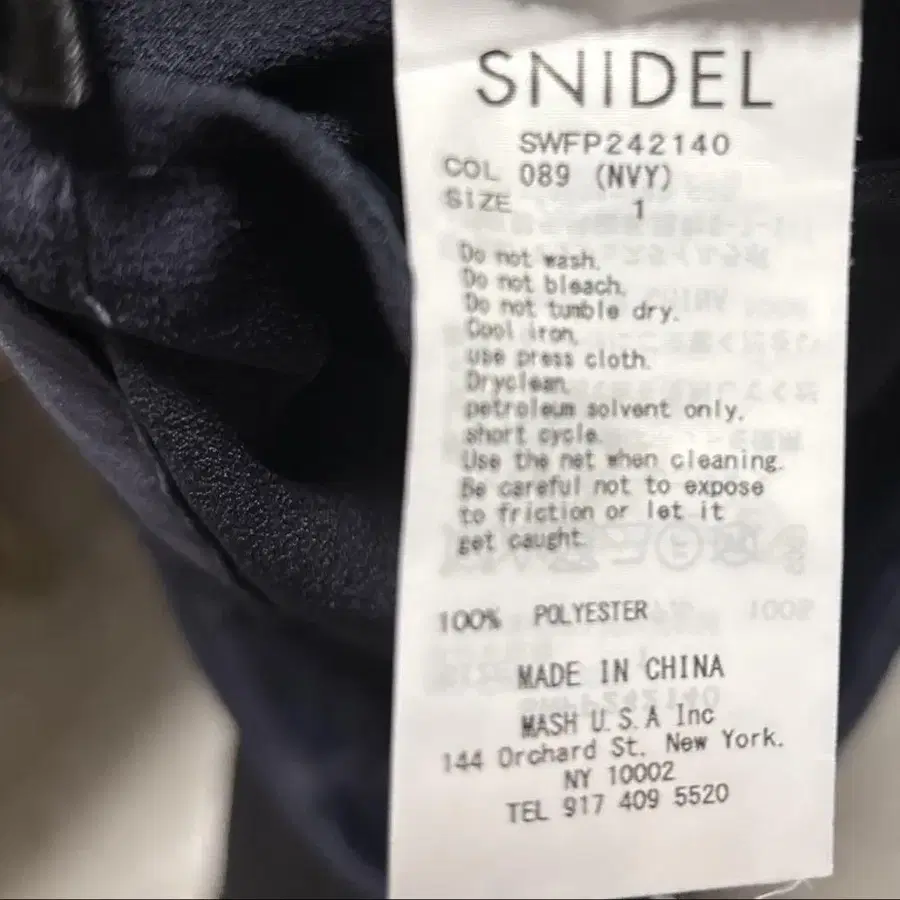 SNIDEL
SWFP242140
COL 089 (NVY)
SIZE 1
Do not wash.
Do not bleach.
Do not tumble dry.
Cool iron.
use press cloth.
Dryclean.
petroleum solvent only.
short cycle.
Use the net when cleaning.
Be careful not to expose
to friction or let it
get caught.
100% POLYESTER
MADE IN CHINA
MASH U.S.A Inc
144 Orchard St. New York.
NY 10002
TEL 917 409 5520